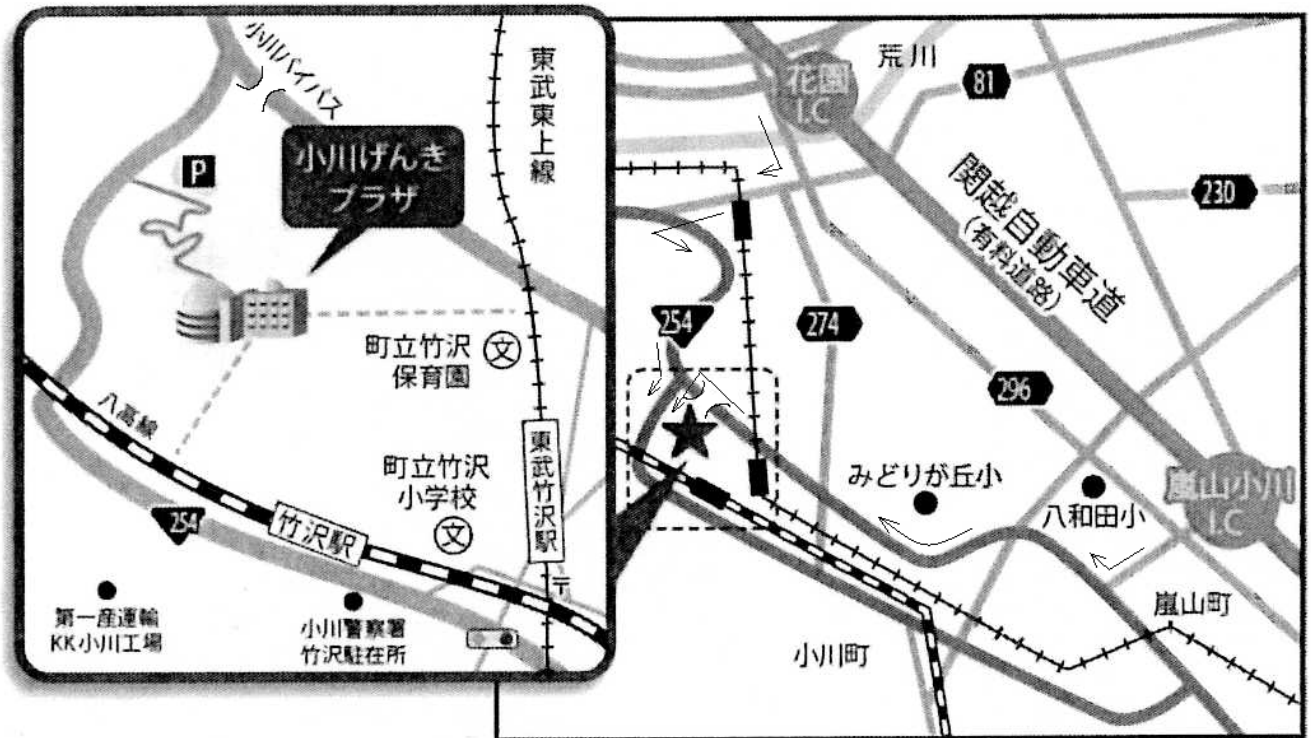 小川バイパス
東武東上線
P
小川げんき
プラザ
町立竹沢
保育園
文
八高線
町立竹沢
小学校
文
東武竹沢駅
254
竹沢駅
〒
第一産運輸
KK小川工場
小川警察署
竹沢駐在所
荒川
花園
I.C
81
関越自動車道
(有料道路)
230
254
274
296
みどりが丘小
八和田小
嵐山小川
I.C
嵐山町
小川町